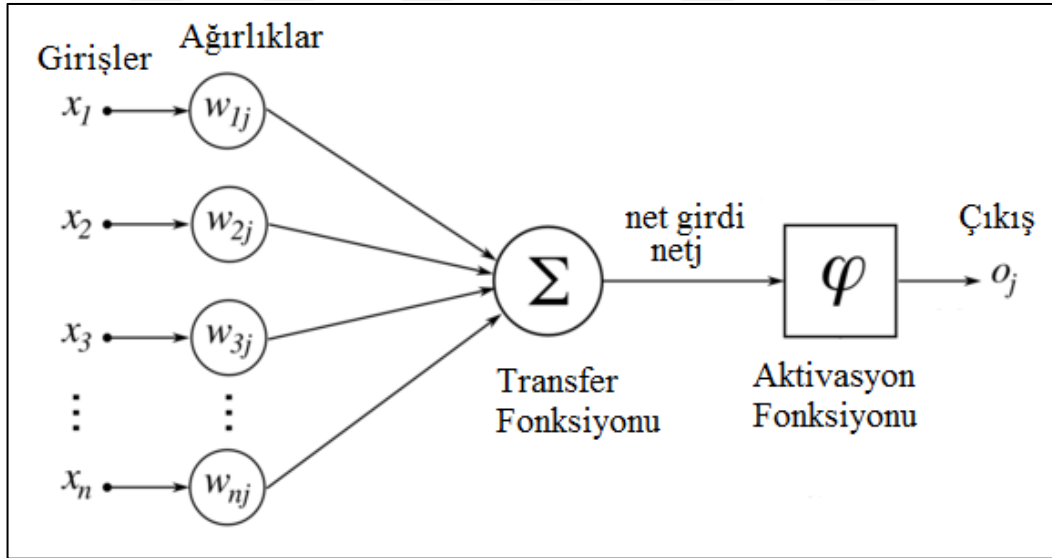 Girişler
Ağırlıklar
x1
w1j
x2
w2j
x3
w3j
⋮
⋮
xn
wnj
Σ
Transfer
Fonksiyonu
net girdi
netj
φ
Aktivasyon
Fonksiyonu
Çıkış
oj